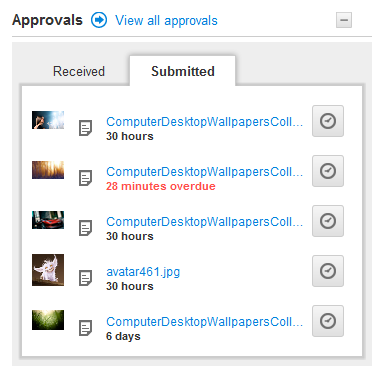 Approvals View all approvals
Received Submitted
ComputerDesktopWallpapersColl...
30 hours
ComputerDesktopWallpapersColl...
28 minutes overdue
ComputerDesktopWallpapersColl...
30 hours
avatar461.jpg
30 hours
ComputerDesktopWallpapersColl...
6 days